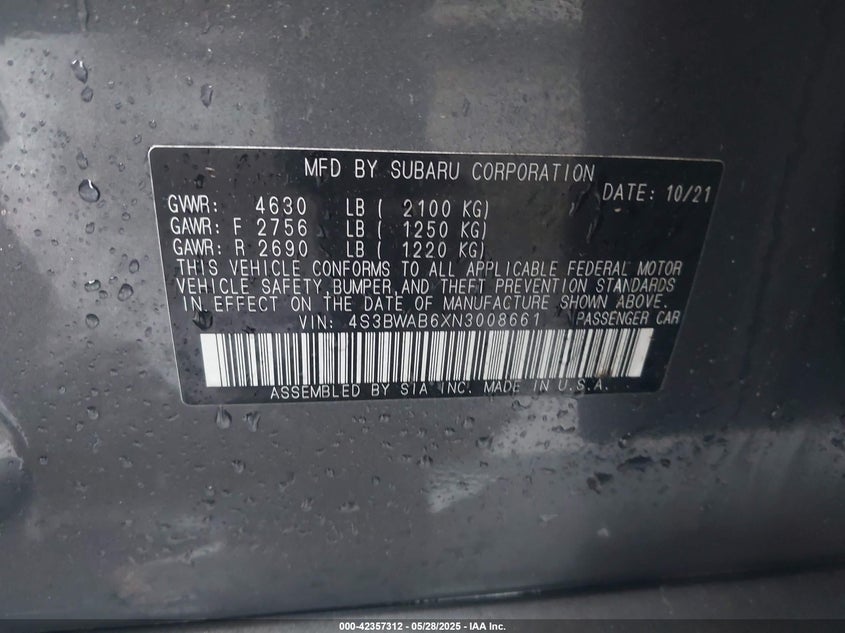 MFD BY SUBARU CORPORATION
DATE: 10/21
GVWR: 4630 LB ( 2100 KG)
GAWR: F 2756 LB ( 1250 KG)
GAWR: R 2690 LB ( 1220 KG)
THIS VEHICLE CONFORMS TO ALL APPLICABLE FEDERAL MOTOR
VEHICLE SAFETY, BUMPER, AND THEFT PREVENTION STANDARDS
IN EFFECT ON THE DATE OF MANUFACTURE SHOWN ABOVE.
VIN: 4S3BWAB6XN3008661 PASSENGER CAR
ASSEMBLED BY SIA INC. MADE IN U.S.A.
000-42357312 - 05/28/2025 - IAA Inc.